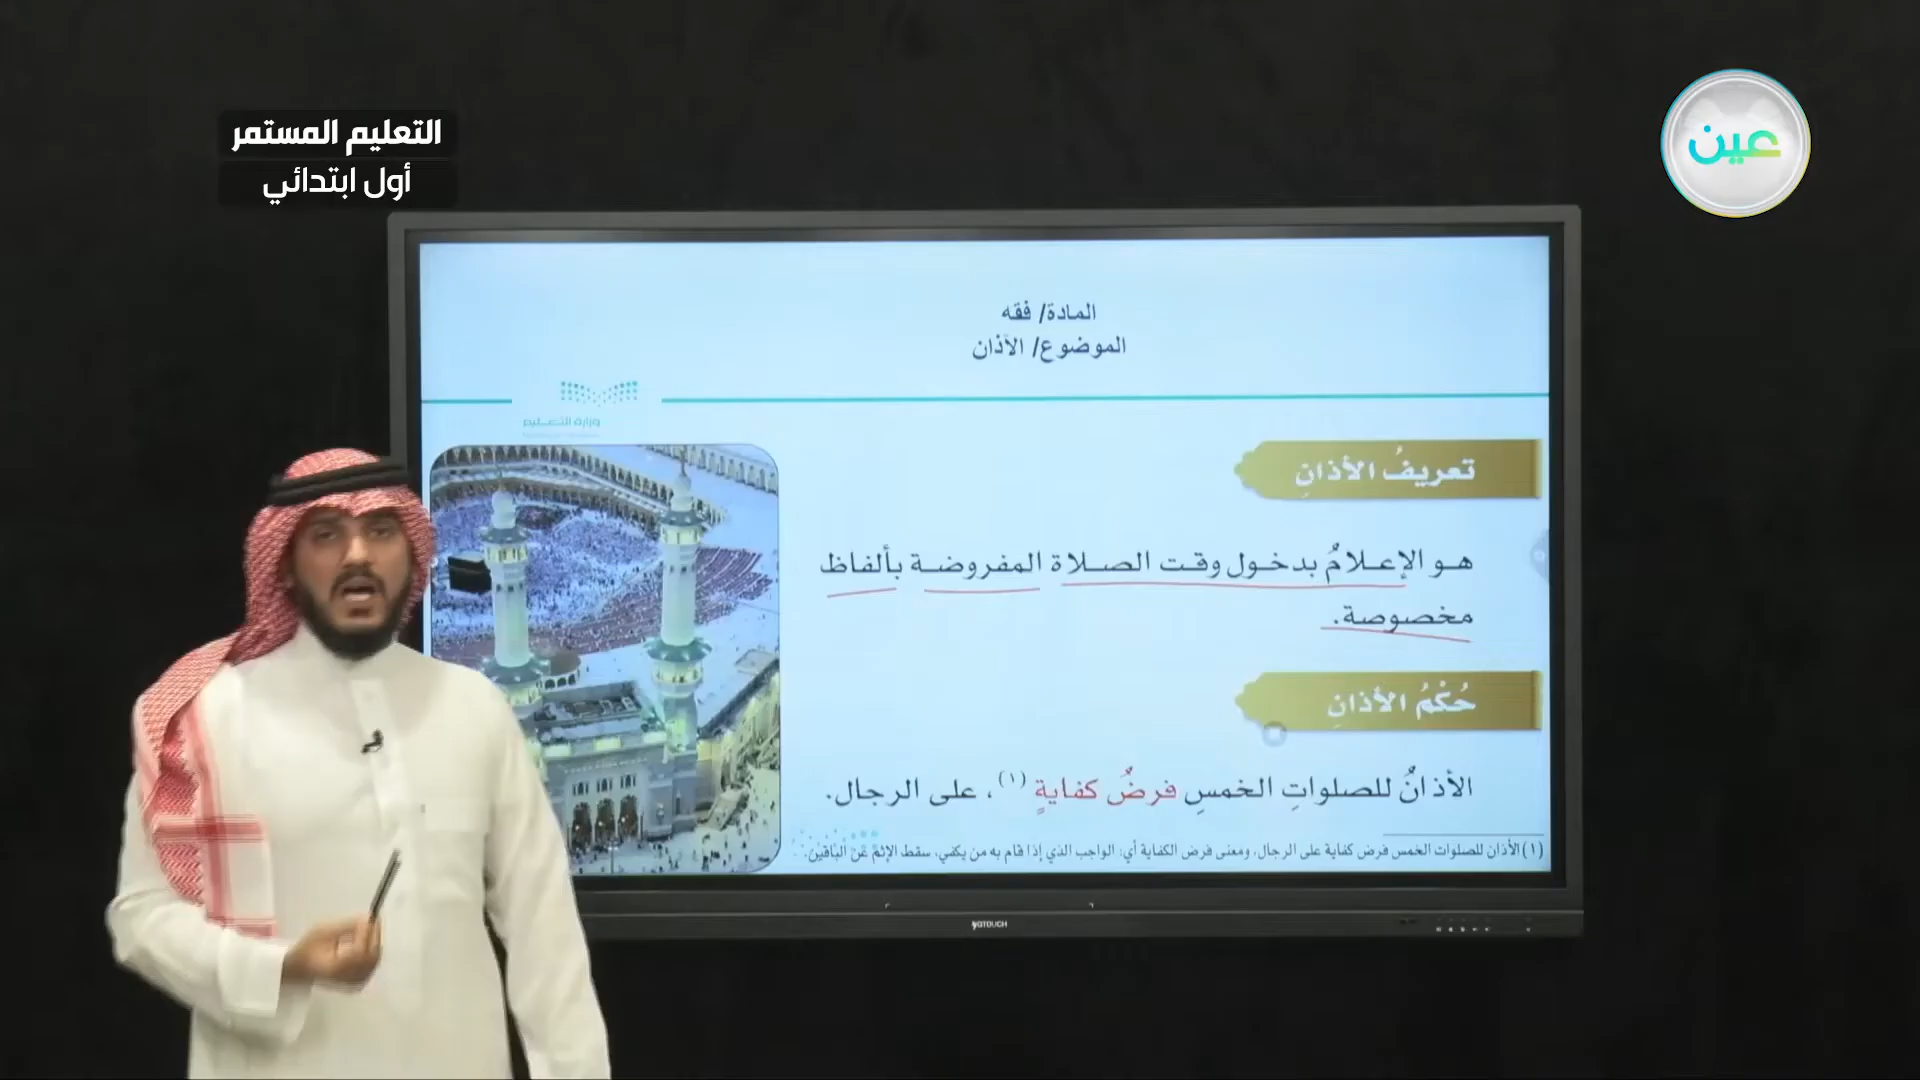 التعليم المستمر
أول ابتدائي
عين
المادة/ فقه
الموضوع/ الآذان
وزارة التعليم
تعريفُ الأذانِ
هو الإعلامُ بدخول وقت الصلاة المفروضة بألفاظ
مخصوصة.
حُكْمُ الأذانِ
الأذانُ للصلواتِ الخمسِ فرضُ كفايةٍ (١)، على الرجال.
(١) الأذان للصلوات الخمس فرض كفاية على الرجال، ومعنى فرض الكفاية أي: الواجب الذي إذا قام به من يكفي، سقط الإثم عن الباقين.
YQTOUCH